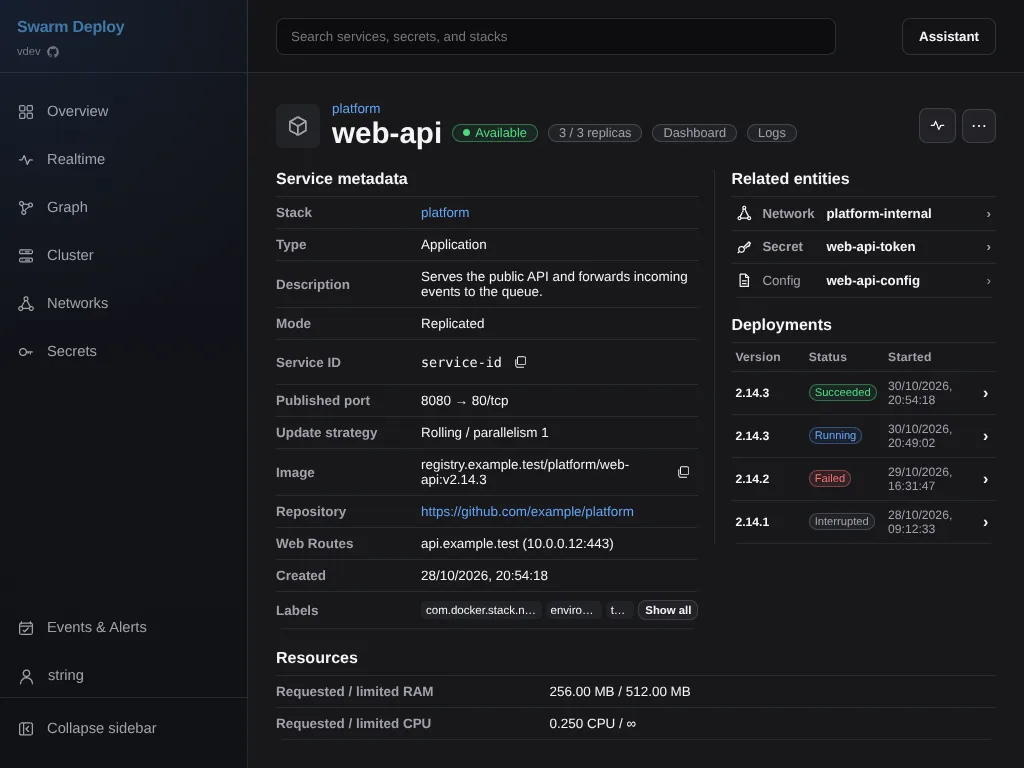 Swarm Deploy
vdev
Search services, secrets, and stacks
Assistant
Overview
Realtime
Graph
Cluster
Networks
Secrets
Events & Alerts
string
Collapse sidebar
platform
web-api
Available
3 / 3 replicas
Dashboard
Logs
Service metadata
Stack platform
Type Application
Description Serves the public API and forwards incoming
events to the queue.
Mode Replicated
Service ID service-id
Published port 8080 → 80/tcp
Update strategy Rolling / parallelism 1
Image registry.example.test/platform/web-
api:v2.14.3
Repository https://github.com/example/platform
Web Routes api.example.test (10.0.0.12:443)
Created 28/10/2026, 20:54:18
Labels com.docker.stack.n… enviro… t… Show all
Related entities
Network platform-internal ›
Secret web-api-token ›
Config web-api-config ›
Deployments
Version Status Started
2.14.3 Succeeded 30/10/2026,
20:54:18 ›
2.14.3 Running 30/10/2026,
20:49:02 ›
2.14.2 Failed 29/10/2026,
16:31:47 ›
2.14.1 Interrupted 28/10/2026,
09:12:33 ›
Resources
Requested / limited RAM 256.00 MB / 512.00 MB
Requested / limited CPU 0.250 CPU / ∞